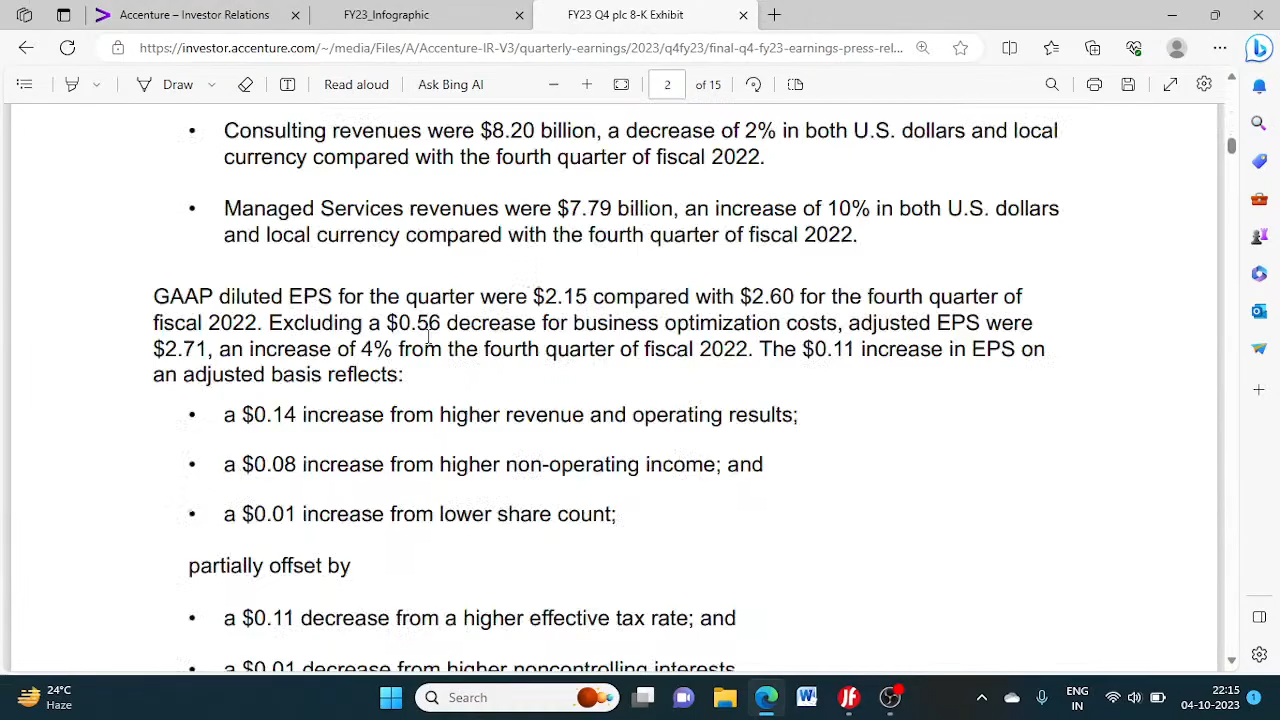 Accenture – Investor Relations
FY23_Infographic
FY23 Q4 plc 8-K Exhibit
https://investor.accenture.com/~/media/Files/A/Accenture-IR-V3/quarterly-earnings/2023/q4fy23/final-q4-fy23-earnings-press-rel...
Draw
Read aloud
Ask Bing AI
2 of 15
• Consulting revenues were $8.20 billion, a decrease of 2% in both U.S. dollars and local
currency compared with the fourth quarter of fiscal 2022.
• Managed Services revenues were $7.79 billion, an increase of 10% in both U.S. dollars
and local currency compared with the fourth quarter of fiscal 2022.
GAAP diluted EPS for the quarter were $2.15 compared with $2.60 for the fourth quarter of
fiscal 2022. Excluding a $0.56 decrease for business optimization costs, adjusted EPS were
$2.71, an increase of 4% from the fourth quarter of fiscal 2022. The $0.11 increase in EPS on
an adjusted basis reflects:
• a $0.14 increase from higher revenue and operating results;
• a $0.08 increase from higher non-operating income; and
• a $0.01 increase from lower share count;
partially offset by
• a $0.11 decrease from a higher effective tax rate; and
• a $0.01 decrease from higher noncontrolling interests
24°C
Haze
Search
ENG
IN
22:15
04-10-2023
1